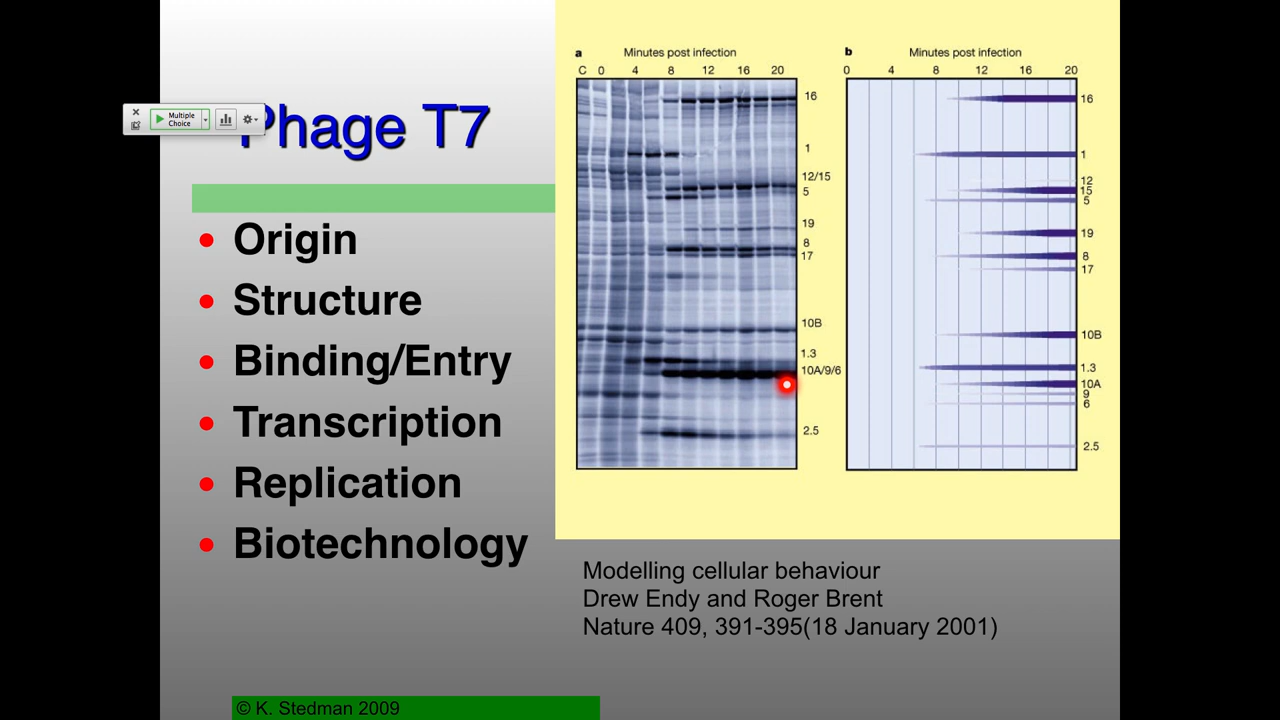 Multiple
Choice
Phage T7
Origin
Structure
Binding/Entry
Transcription
Replication
Biotechnology
a
Minutes post infection
C 0 4 8 12 16 20
16
1
12/15
5
19
8
17
10B
1.3
10A/9/6
2.5
b
Minutes post infection
0 4 8 12 16 20
16
1
12
15
5
19
8
17
10B
1.3
10A
9
6
2.5
Modelling cellular behaviour
Drew Endy and Roger Brent
Nature 409, 391-395(18 January 2001)
© K. Stedman 2009